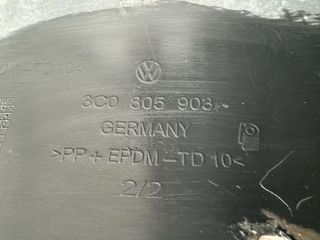 3C0 805 903
GERMANY
>PP+EPDM-TD10<
2/2